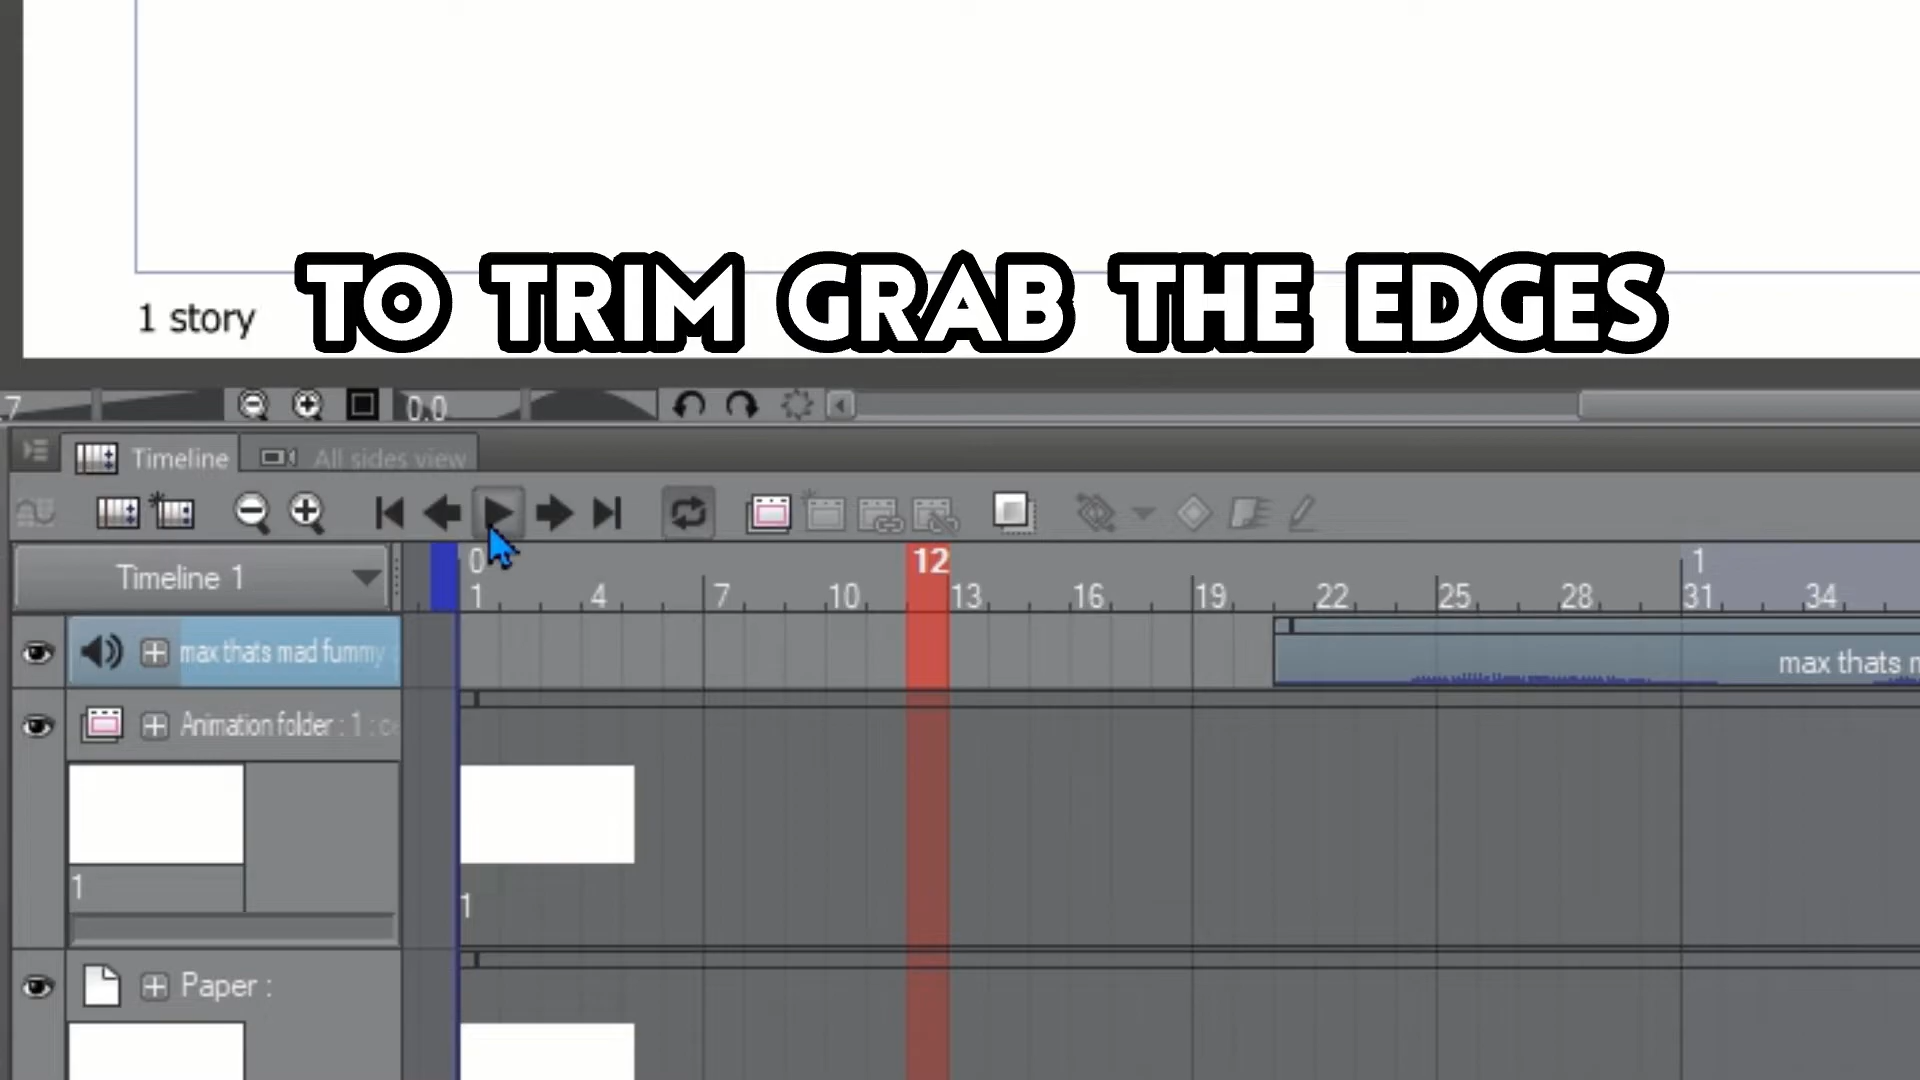 TO TRIM GRAB THE EDGES
1 story
.7 0.0
Timeline All sides view
Timeline 1
0 12 1
1 4 7 10 13 16 19 22 25 28 31 34
max thats mad fummy
max thats m
Animation folder : 1 : ce
1
1
Paper :